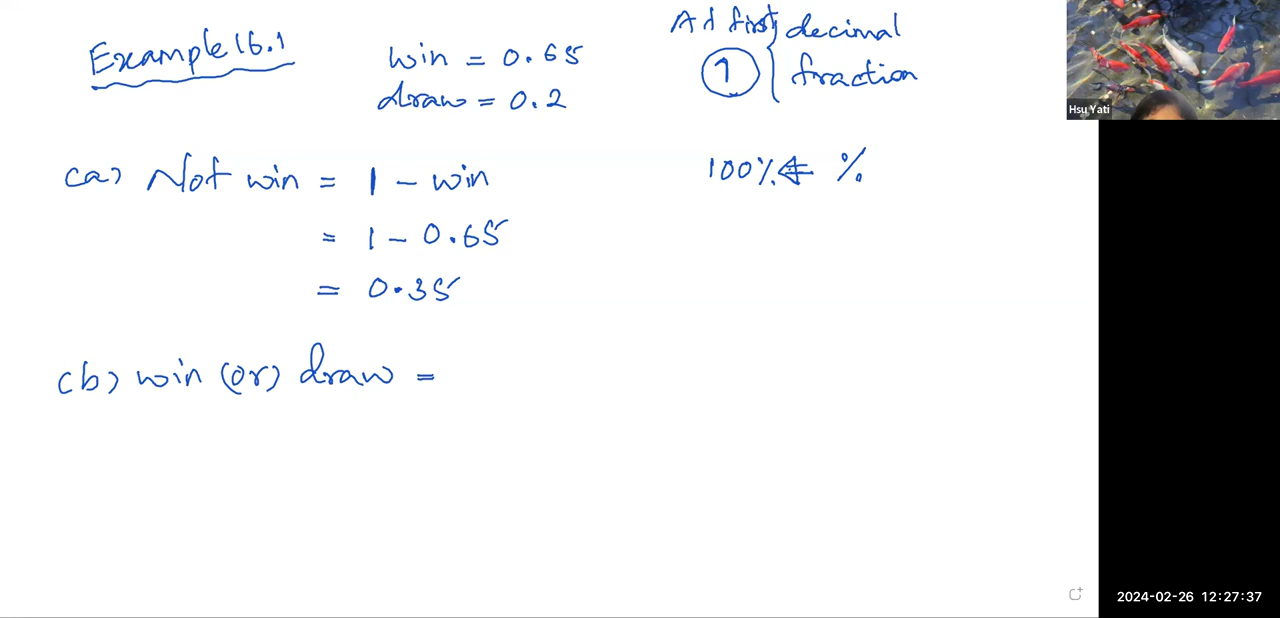 Example 16.1
win = 0.65
draw = 0.2
At first decimal
1 fraction
(a) Not win = 1 - win
= 1 - 0.65
= 0.35
100% ⇐ %
(b) win (or) draw =
Hsu Yati
2024-02-26 12:27:37